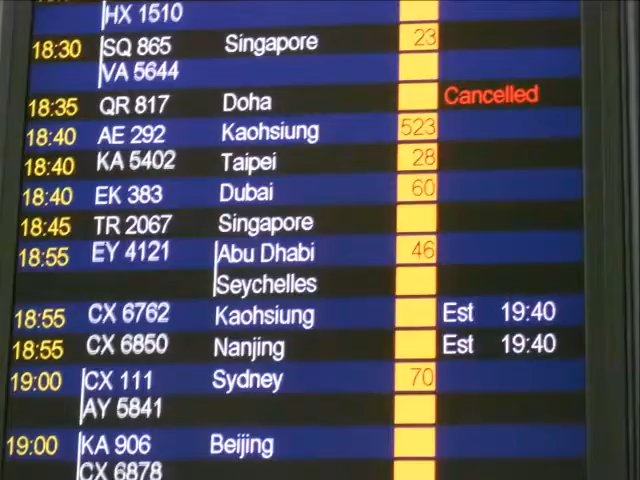 HX 1510
18:30 SQ 865 Singapore 23
VA 5644
18:35 QR 817 Doha Cancelled
18:40 AE 292 Kaohsiung 523
18:40 KA 5402 Taipei 28
18:40 EK 383 Dubai 60
18:45 TR 2067 Singapore
18:55 EY 4121 Abu Dhabi 46
Seychelles
18:55 CX 6762 Kaohsiung Est 19:40
18:55 CX 6850 Nanjing Est 19:40
19:00 CX 111 Sydney 70
AY 5841
19:00 KA 906 Beijing
CX 6878